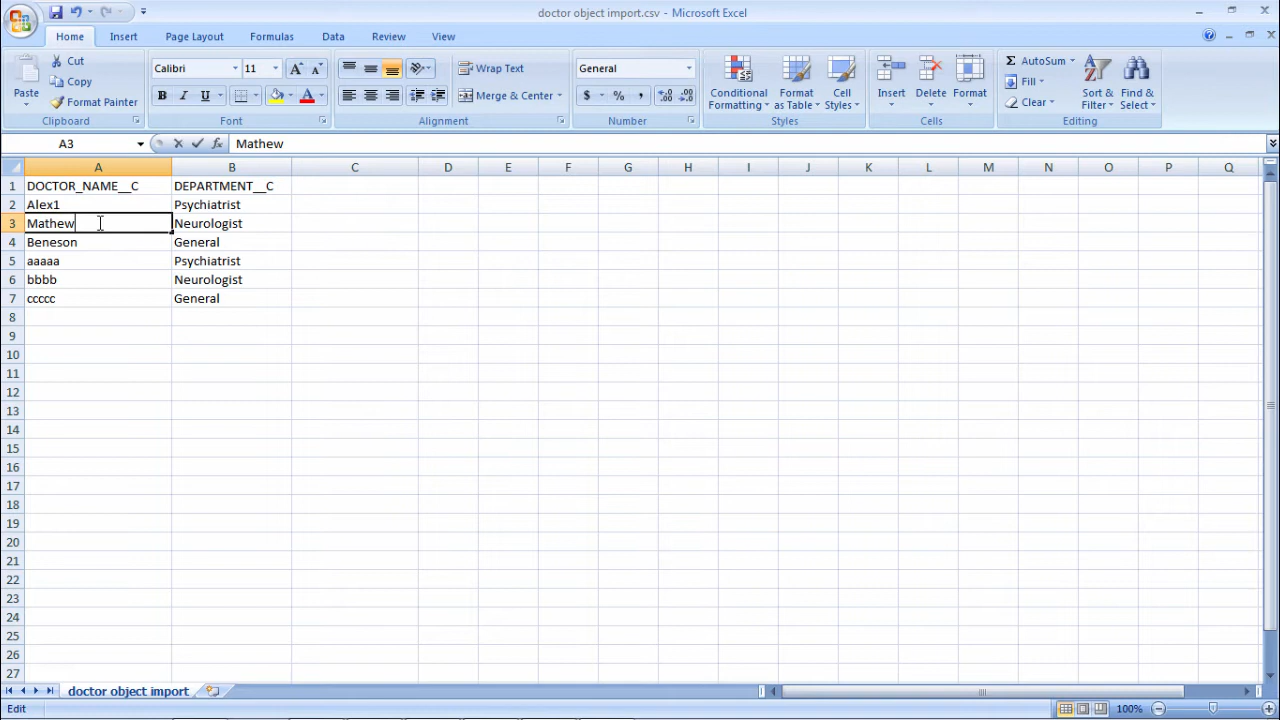 doctor object import.csv - Microsoft Excel
Home Insert Page Layout Formulas Data Review View
Paste Cut Copy Format Painter
Clipboard
Calibri 11
B I U A
Font
Wrap Text
Merge & Center
Alignment
General
$ % ,
Number
Conditional Formatting Format as Table Cell Styles
Styles
Insert Delete Format
Cells
Σ AutoSum Fill Clear Sort & Filter Find & Select
Editing
A3 fx Mathew
A B C D E F G H I J K L M N O P Q
1 DOCTOR_NAME__C DEPARTMENT__C
2 Alex1 Psychiatrist
3 Mathew Neurologist
4 Beneson General
5 aaaaa Psychiatrist
6 bbbb Neurologist
7 ccccc General
8
9
10
11
12
13
14
15
16
17
18
19
20
21
22
23
24
25
26
27
doctor object import
Edit 100%